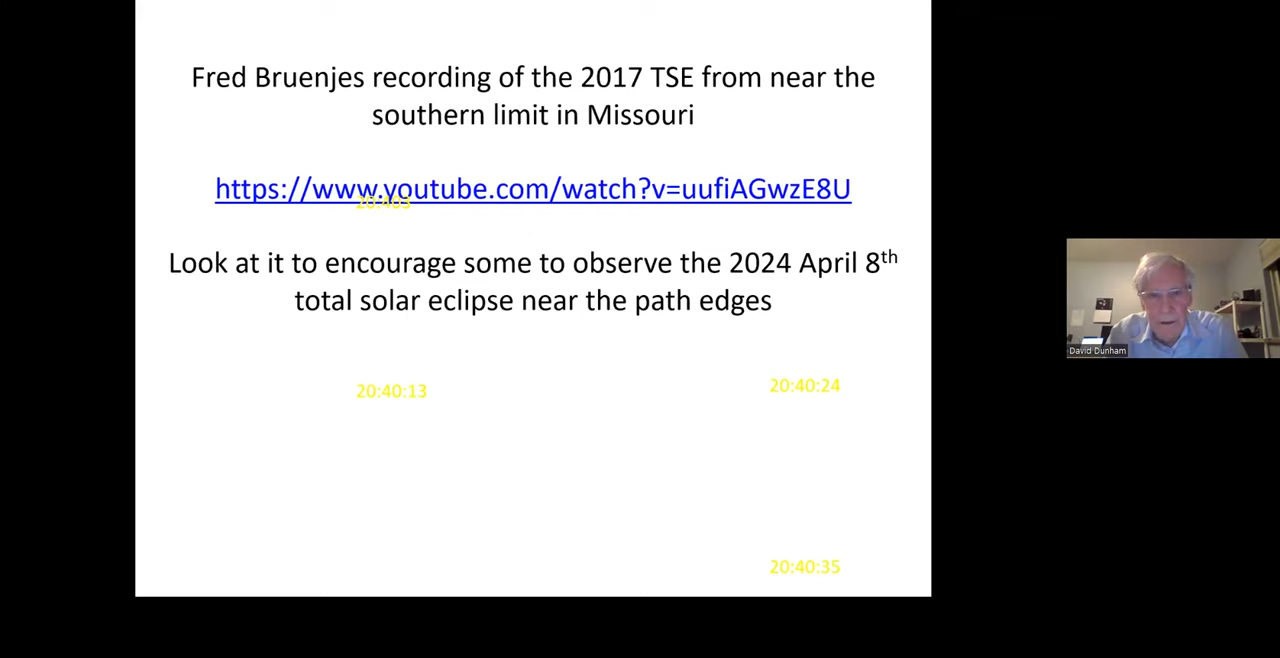 Fred Bruenjes recording of the 2017 TSE from near the
southern limit in Missouri
https://www.youtube.com/watch?v=uufiAGwzE8U
20:403
Look at it to encourage some to observe the 2024 April 8th
total solar eclipse near the path edges
David Dunham
20:40:13
20:40:24
20:40:35